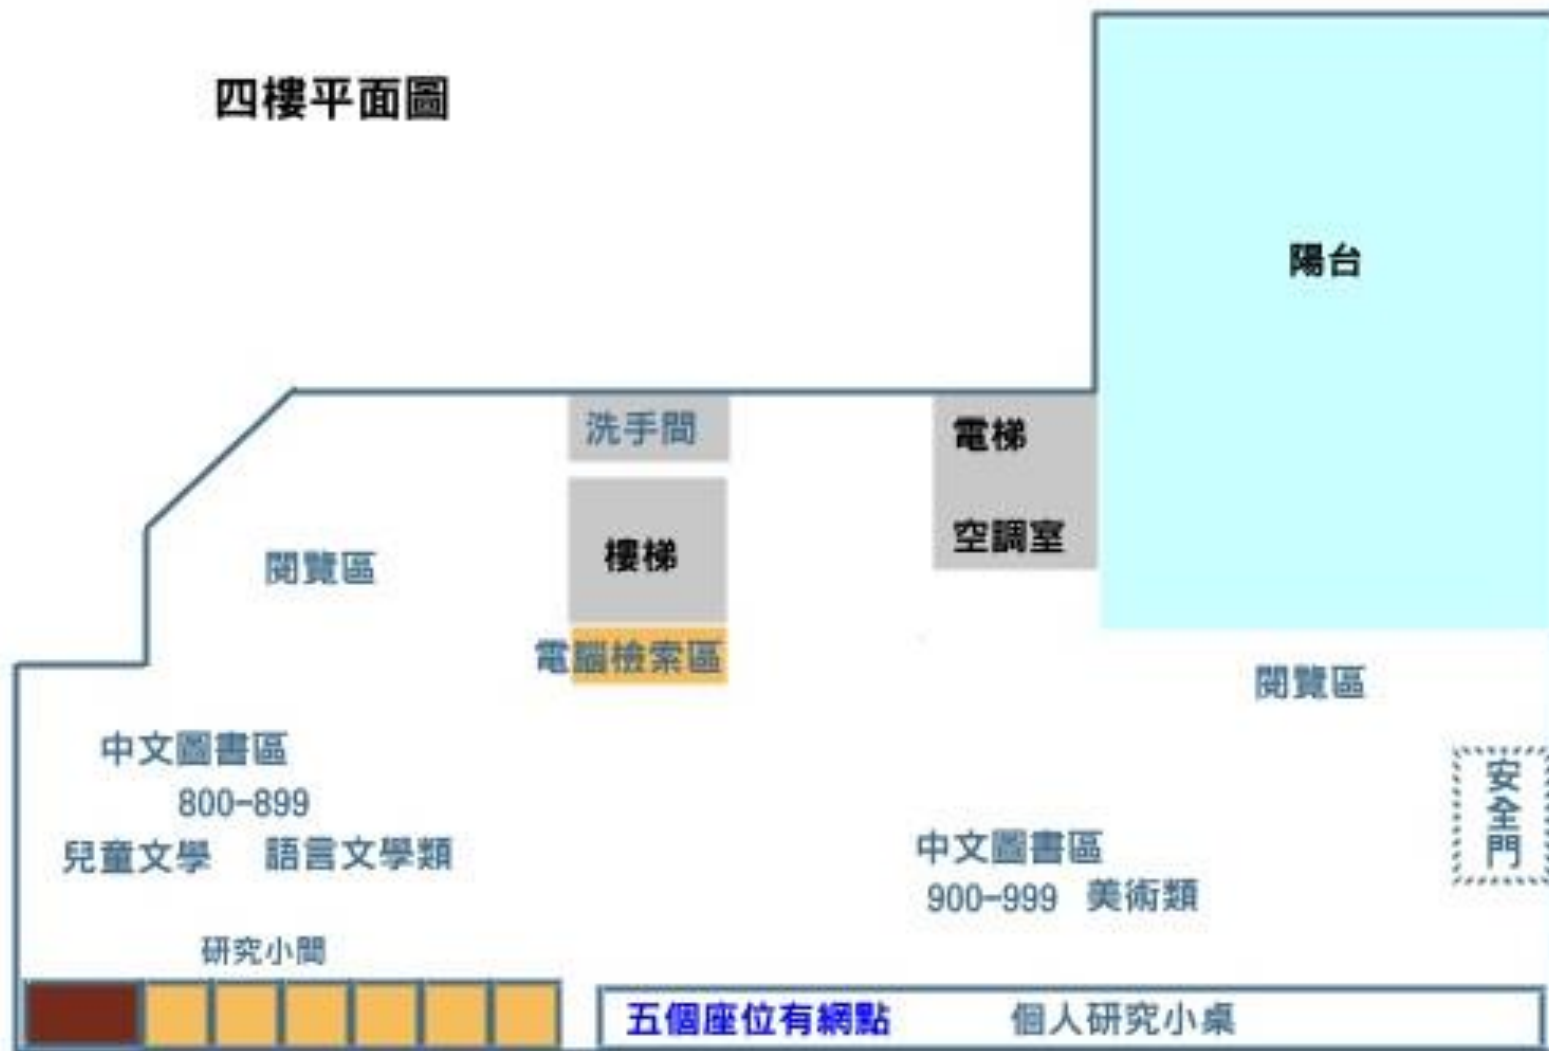 四樓平面圖
陽台
洗手間
電梯
樓梯
空調室
閱覽區
電腦檢索區
閱覽區
中文圖書區
800-899
兒童文學 語言文學類
安全門
中文圖書區
900-999 美術類
研究小間
五個座位有網點 個人研究小桌